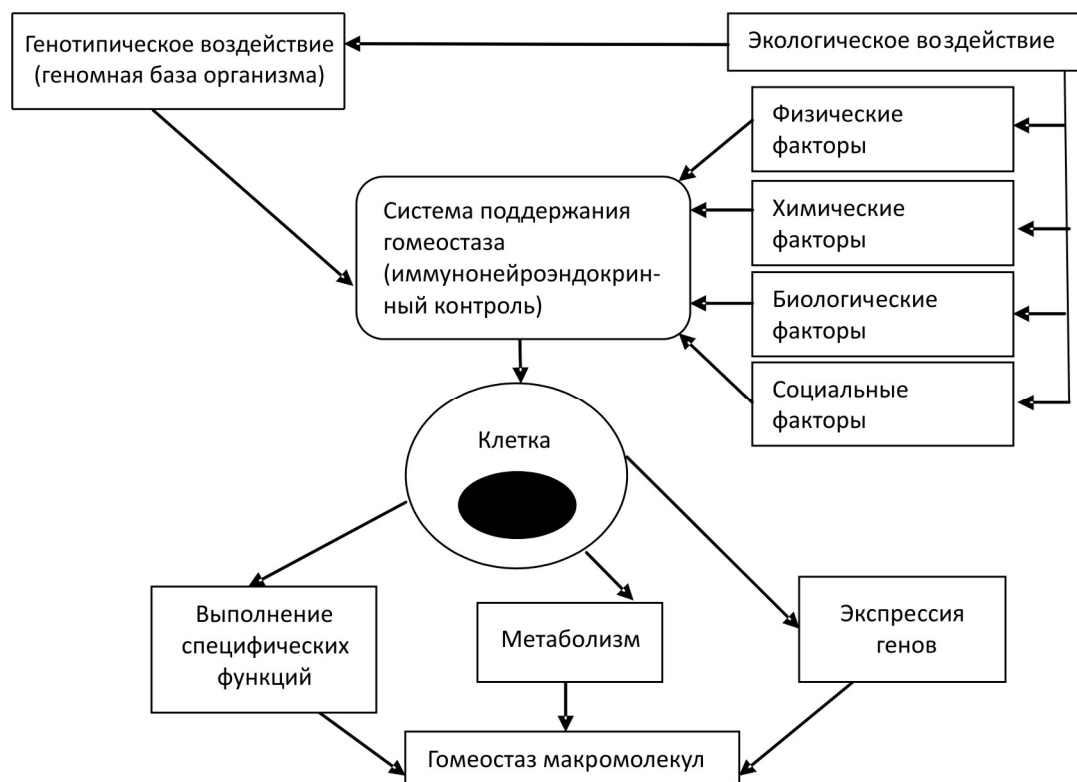 Генотипическое воздействие
(геномная база организма)
Экологическое воздействие
Физические
факторы
Химические
факторы
Биологические
факторы
Социальные
факторы
Система поддержания
гомеостаза
(иммунонейроэндокрин-
ный контроль)
Клетка
Выполнение
специфических
функций
Метаболизм
Экспрессия
генов
Гомеостаз макромолекул